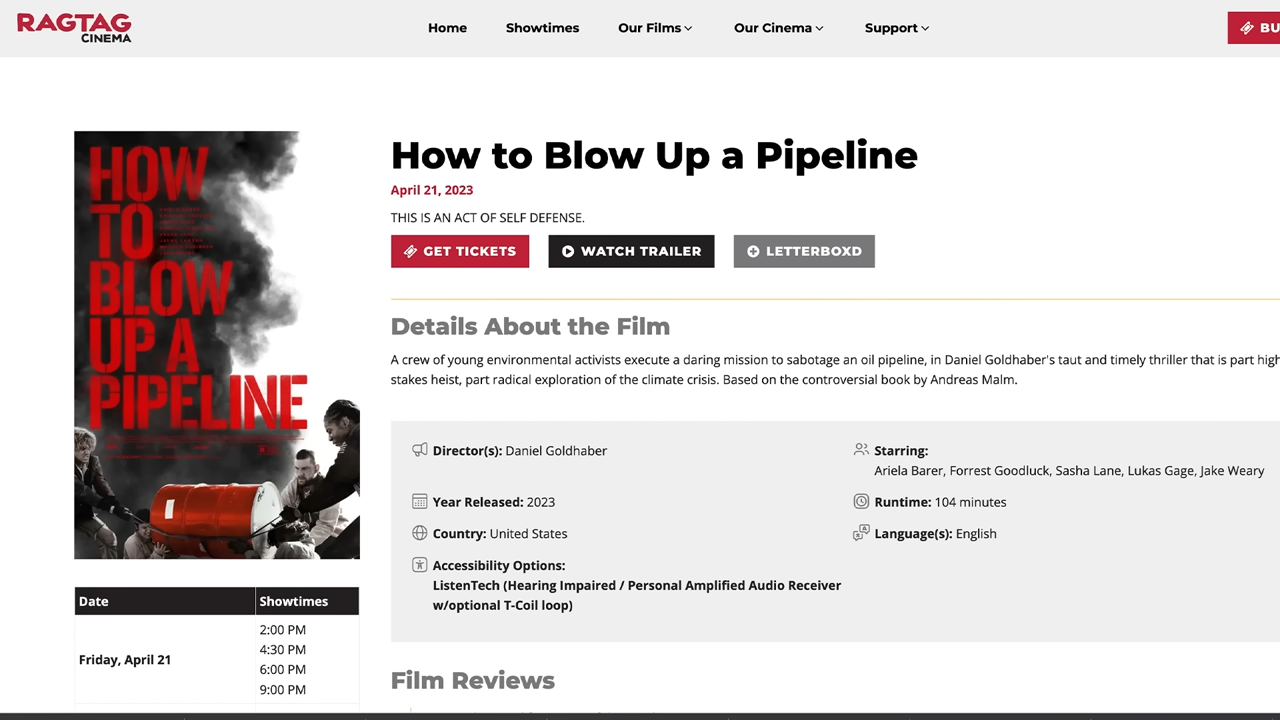 RAGTAG
CINEMA
Home
Showtimes
Our Films
Our Cinema
Support
BU
HOW
TO
BLOW
UP A
PIPELINE
How to Blow Up a Pipeline
April 21, 2023
THIS IS AN ACT OF SELF DEFENSE.
GET TICKETS
WATCH TRAILER
LETTERBOXD
Details About the Film
A crew of young environmental activists execute a daring mission to sabotage an oil pipeline, in Daniel Goldhaber's taut and timely thriller that is part high
stakes heist, part radical exploration of the climate crisis. Based on the controversial book by Andreas Malm.
Director(s): Daniel Goldhaber
Starring:
Ariela Barer, Forrest Goodluck, Sasha Lane, Lukas Gage, Jake Weary
Year Released: 2023
Runtime: 104 minutes
Country: United States
Language(s): English
Accessibility Options:
ListenTech (Hearing Impaired / Personal Amplified Audio Receiver
w/optional T-Coil loop)
Date
Showtimes
Friday, April 21
2:00 PM
4:30 PM
6:00 PM
9:00 PM
Film Reviews